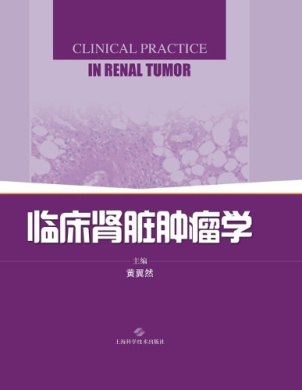 CLINICAL PRACTICE
IN RENAL TUMOR
临床肾脏肿瘤学
主编
黄翼然
上海科学技术出版社